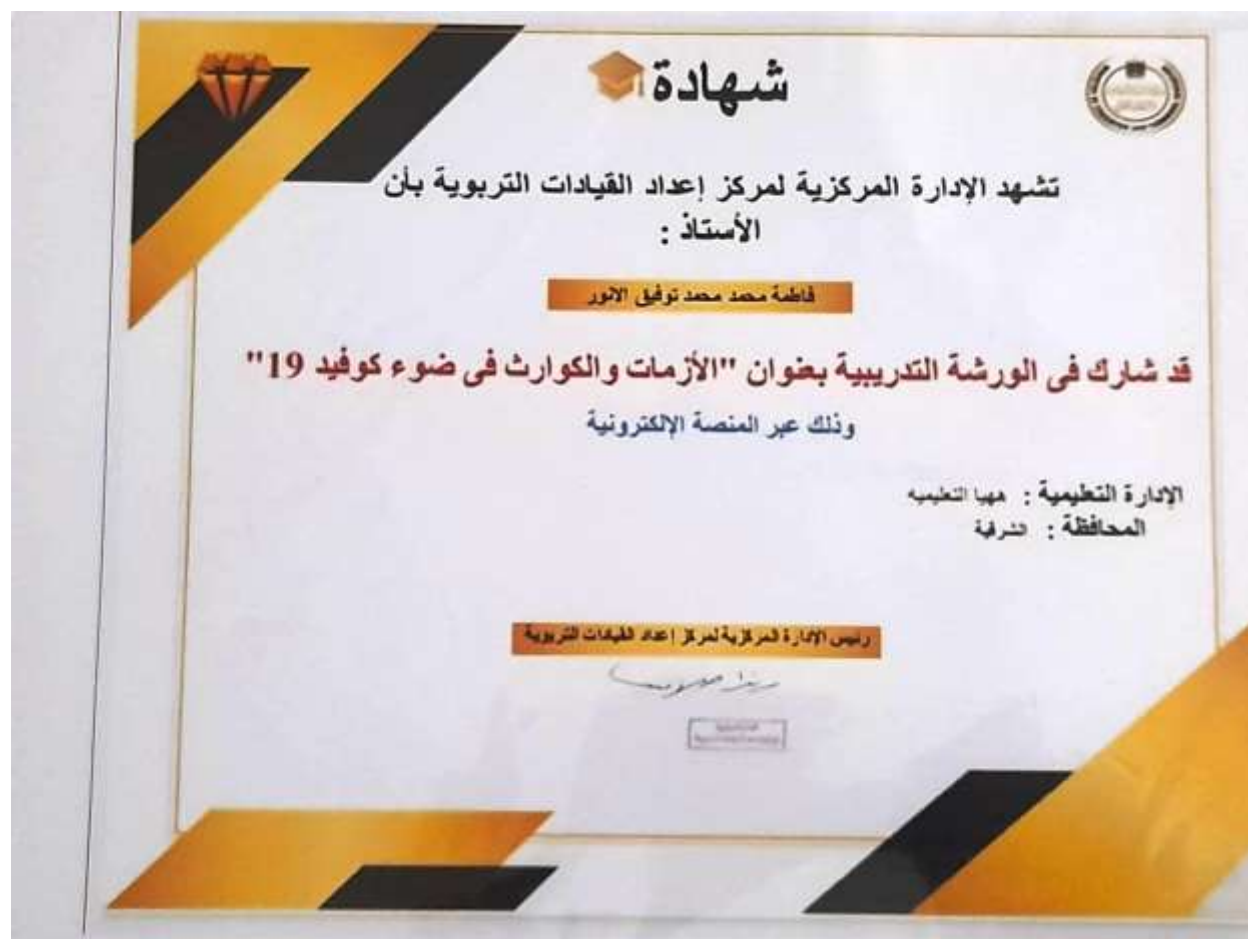 شهادة
تشهد الإدارة المركزية لمركز إعداد القيادات التربوية بأن
الأستاذ :
فاطمة محمد محمد توفيق الانور
قد شارك فى الورشة التدريبية بعنوان "الأزمات والكوارث فى ضوء كوفيد 19"
وذلك عبر المنصة الإلكترونية
الإدارة التعليمية : ههيا التعليميه
المحافظة : الشرقية
رئيس الإدارة المركزية لمركز إعداد القيادات التربوية